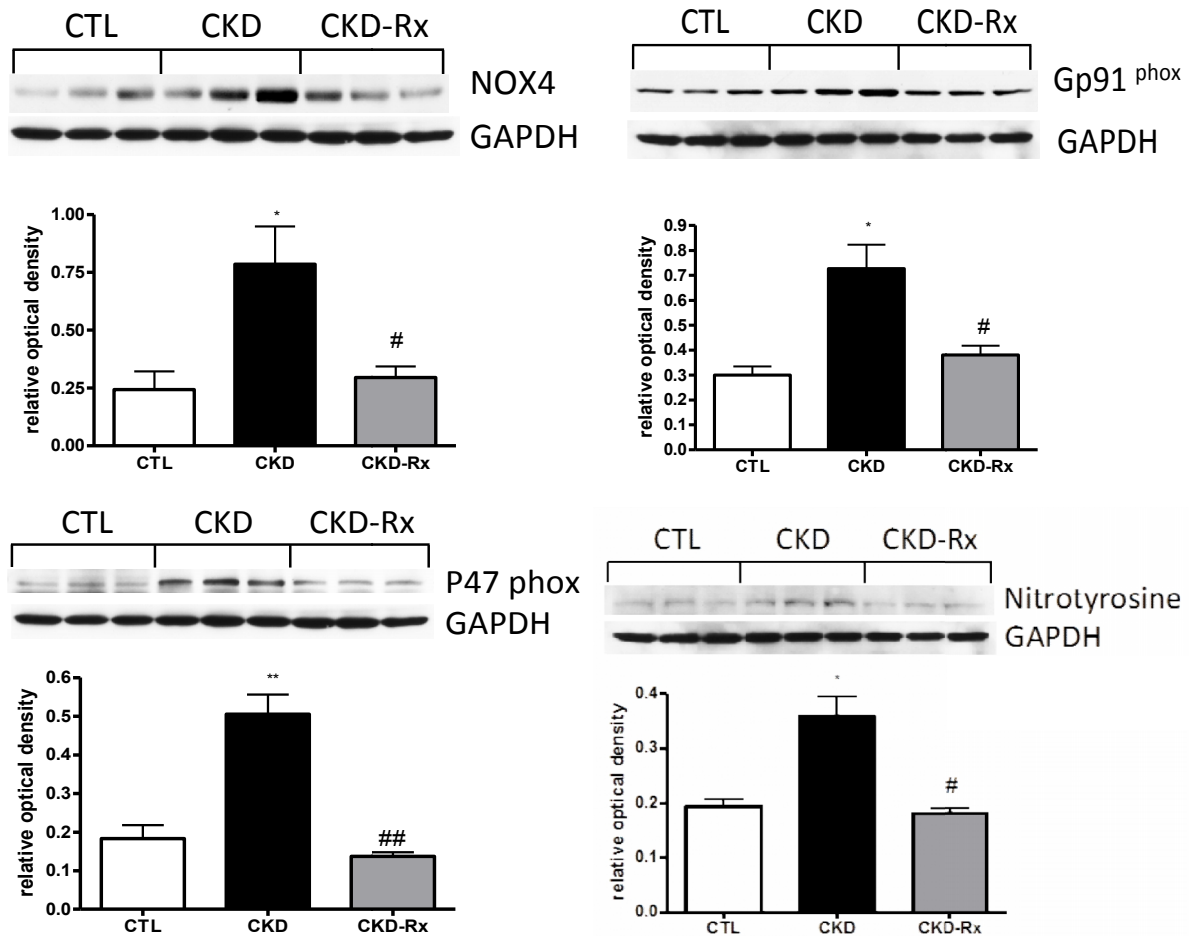 CTL CKD CKD-Rx
NOX4
GAPDH
relative optical density
1.00
0.75
0.50
0.25
0.00
*
#
CTL CKD CKD-Rx
CTL CKD CKD-Rx
Gp91 phox
GAPDH
relative optical density
0.9
0.8
0.7
0.6
0.5
0.4
0.3
0.2
0.1
0.0
*
#
CTL CKD CKD-Rx
CTL CKD CKD-Rx
P47 phox
GAPDH
relative optical density
0.6
0.5
0.4
0.3
0.2
0.1
0.0
**
##
CTL CKD CKD-Rx
CTL CKD CKD-Rx
Nitrotyrosine
GAPDH
relative optical density
0.4
0.3
0.2
0.1
0.0
*
#
CTL CKD CKD-Rx